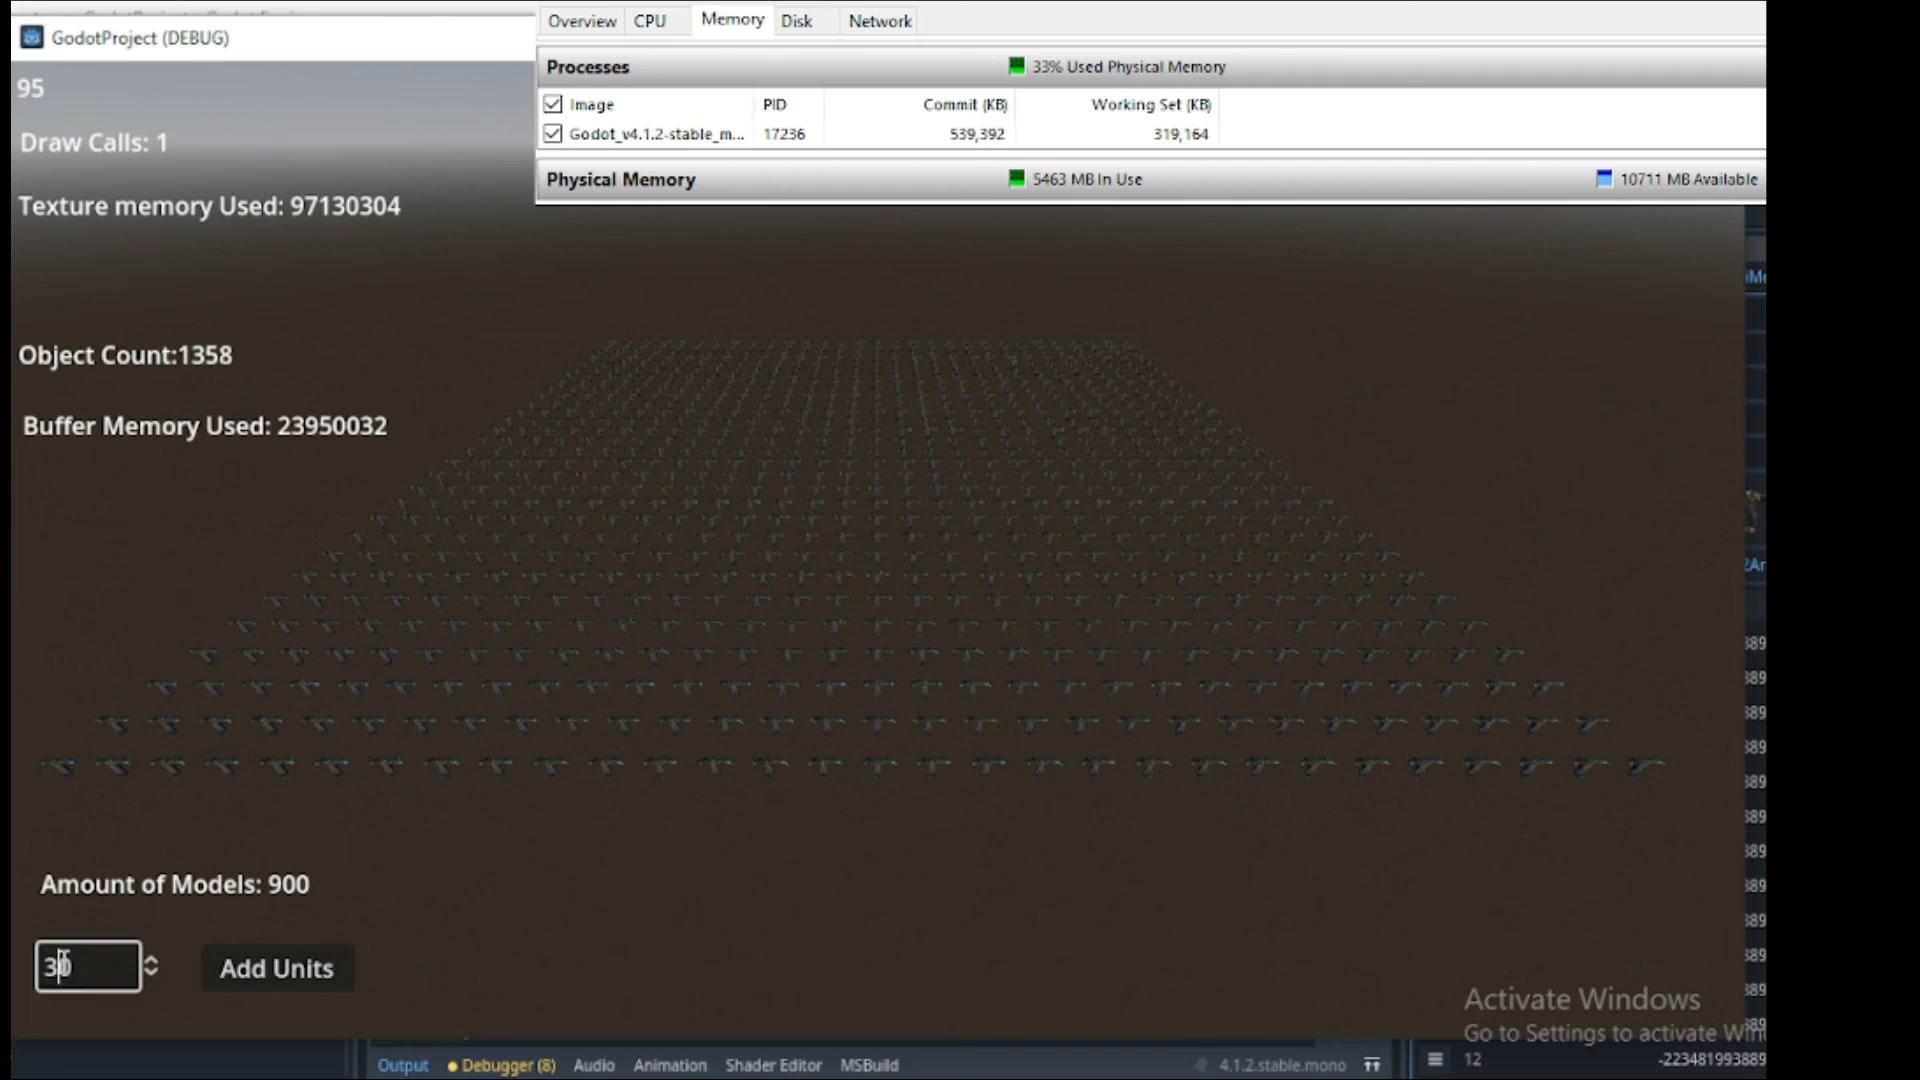 GodotProject (DEBUG)
Overview CPU Memory Disk Network
Processes 33% Used Physical Memory
Image PID Commit (KB) Working Set (KB)
Godot_v4.1.2-stable_m... 17236 539,392 319,164
Physical Memory 5463 MB In Use 10711 MB Available
95
Draw Calls: 1
Texture memory Used: 97130304
Object Count:1358
Buffer Memory Used: 23950032
Amount of Models: 900
30
Add Units
Activate Windows
Go to Settings to activate Win
Output Debugger (8) Audio Animation Shader Editor MSBuild 4.1.2.stable.mono 12 -223481993889